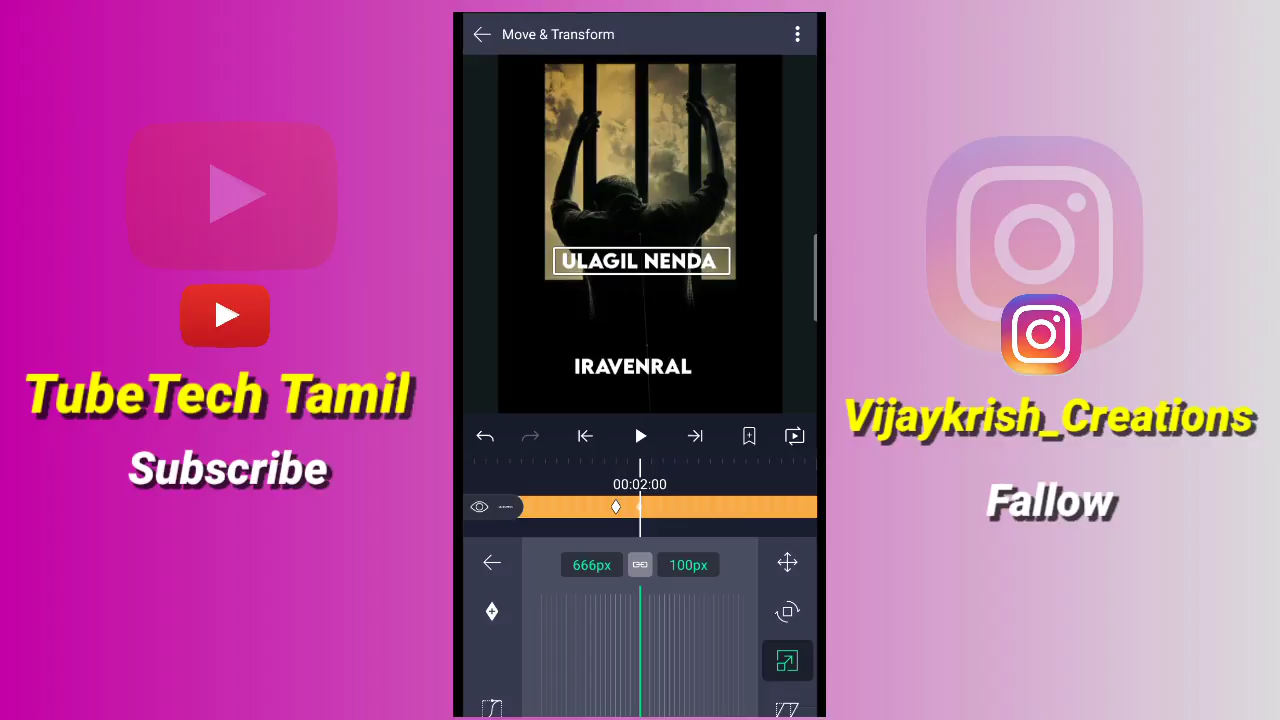 Move & Transform
ULAGIL NENDA
IRAVENRAL
00:02:00
666px
100px
TubeTech Tamil
Subscribe
Vijaykrish_Creations
Fallow